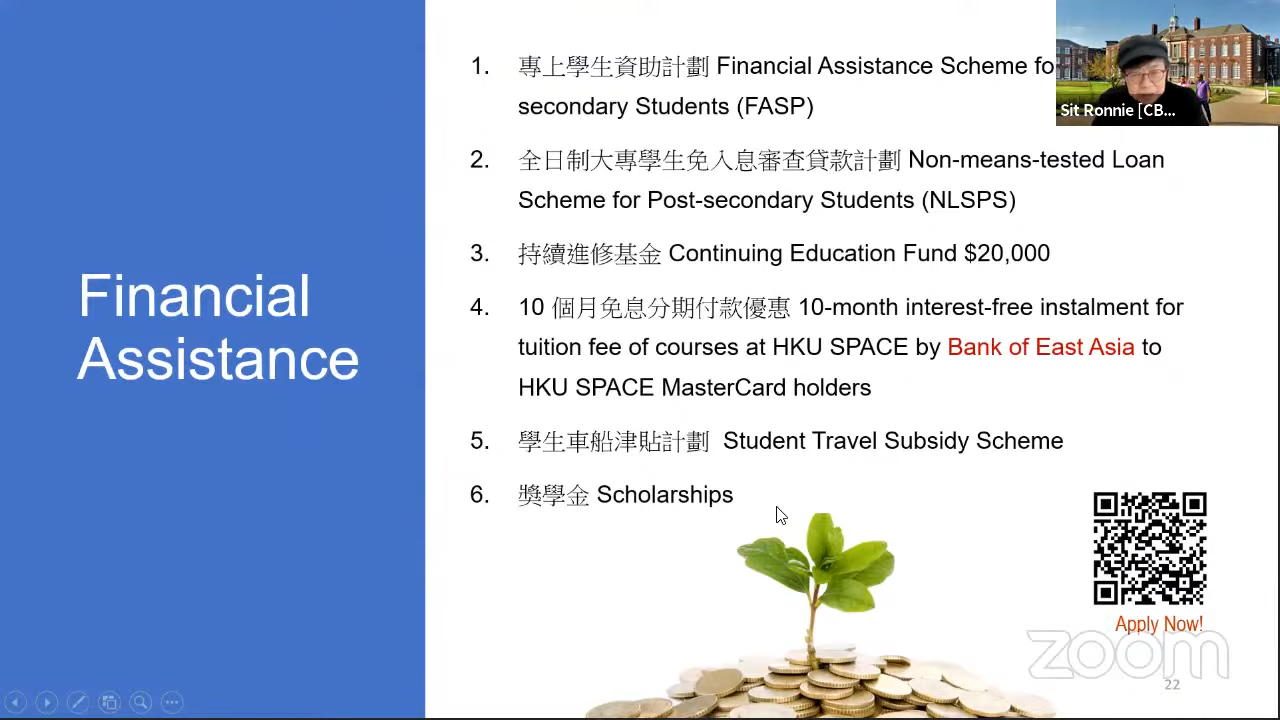 Financial
Assistance
1. 專上學生資助計劃 Financial Assistance Scheme fo
secondary Students (FASP)
2. 全日制大專學生免入息審查貸款計劃 Non-means-tested Loan
Scheme for Post-secondary Students (NLSPS)
3. 持續進修基金 Continuing Education Fund $20,000
4. 10 個月免息分期付款優惠 10-month interest-free instalment for
tuition fee of courses at HKU SPACE by Bank of East Asia to
HKU SPACE MasterCard holders
5. 學生車船津貼計劃 Student Travel Subsidy Scheme
6. 獎學金 Scholarships
Sit Ronnie [CB...
Apply Now!
zoom
22